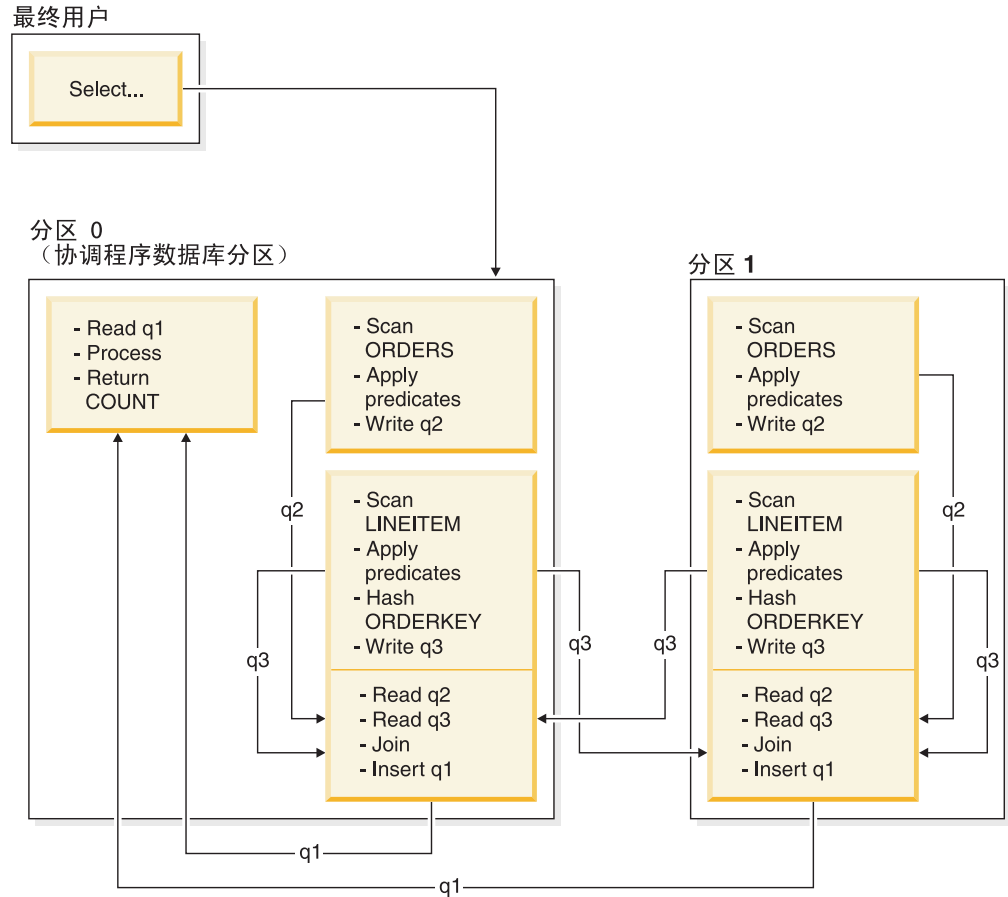 最终用户
Select...
分区 0
（协调程序数据库分区）
- Read q1
- Process
- Return
COUNT
- Scan
ORDERS
- Apply
predicates
- Write q2
q2
- Scan
LINEITEM
- Apply
predicates
- Hash
ORDERKEY
- Write q3
q3
- Read q2
- Read q3
- Join
- Insert q1
q3
q3
分区 1
- Scan
ORDERS
- Apply
predicates
- Write q2
q2
- Scan
LINEITEM
- Apply
predicates
- Hash
ORDERKEY
- Write q3
q3
- Read q2
- Read q3
- Join
- Insert q1
q1
q1